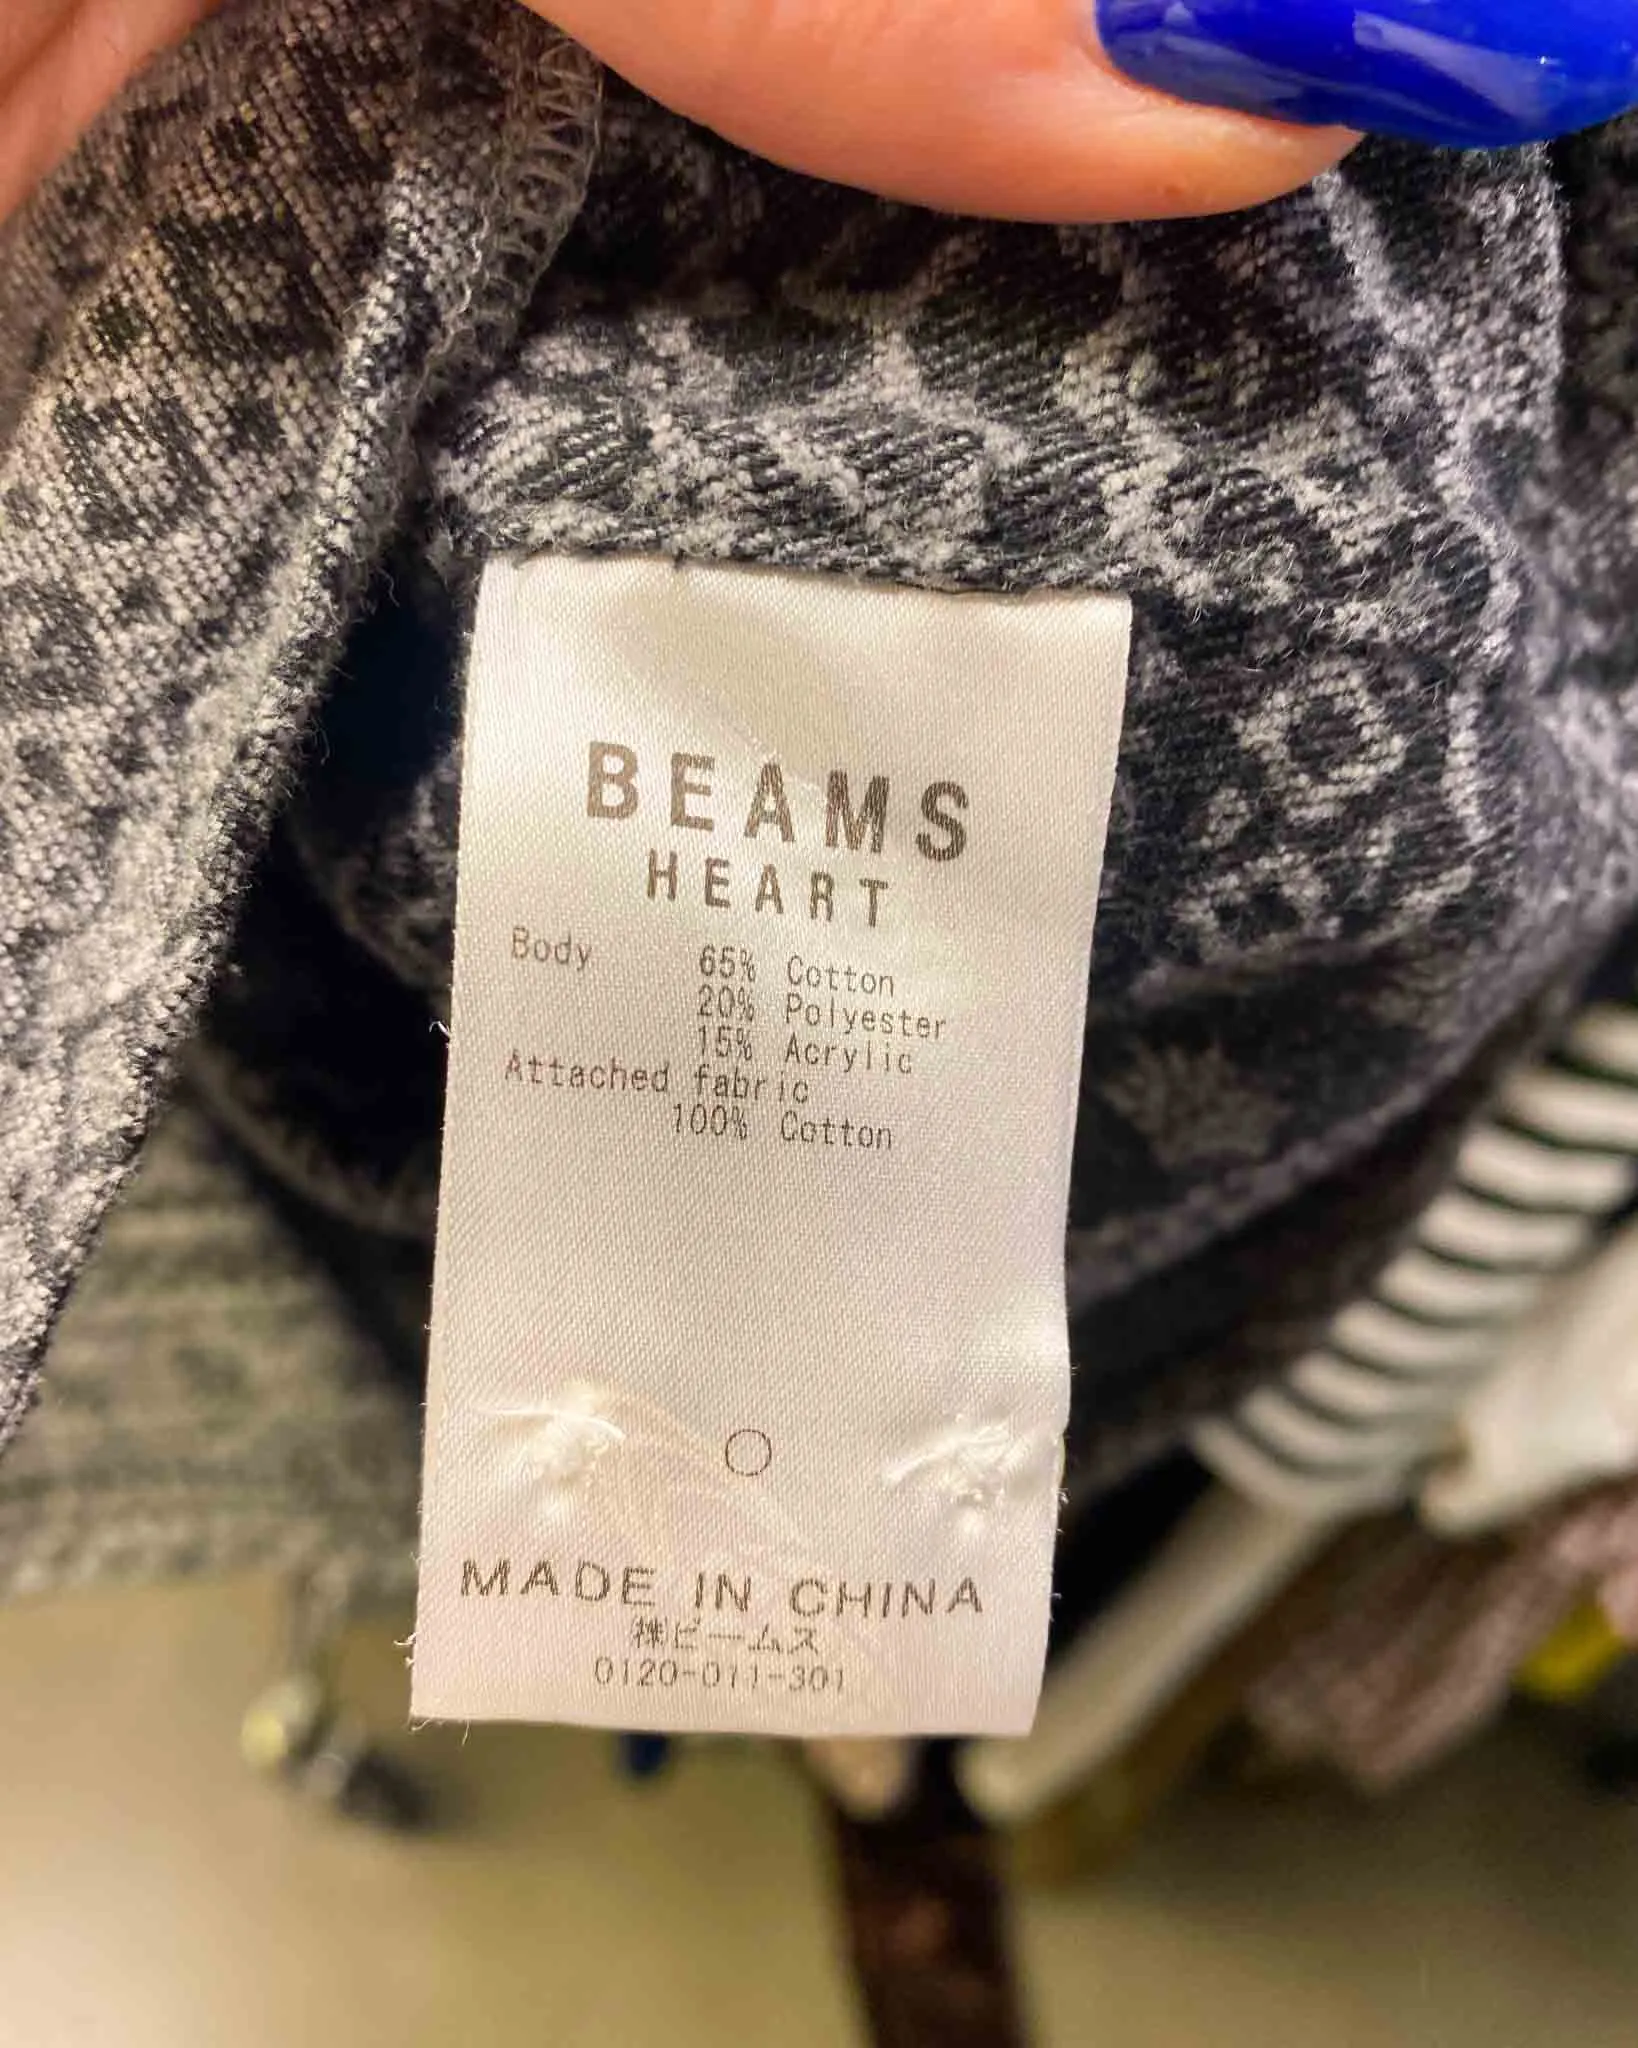 BEAMS
HEART
Body 65% Cotton
20% Polyester
15% Acrylic
Attached fabric
100% Cotton
MADE IN CHINA
㈱ビームス
0120-011-301